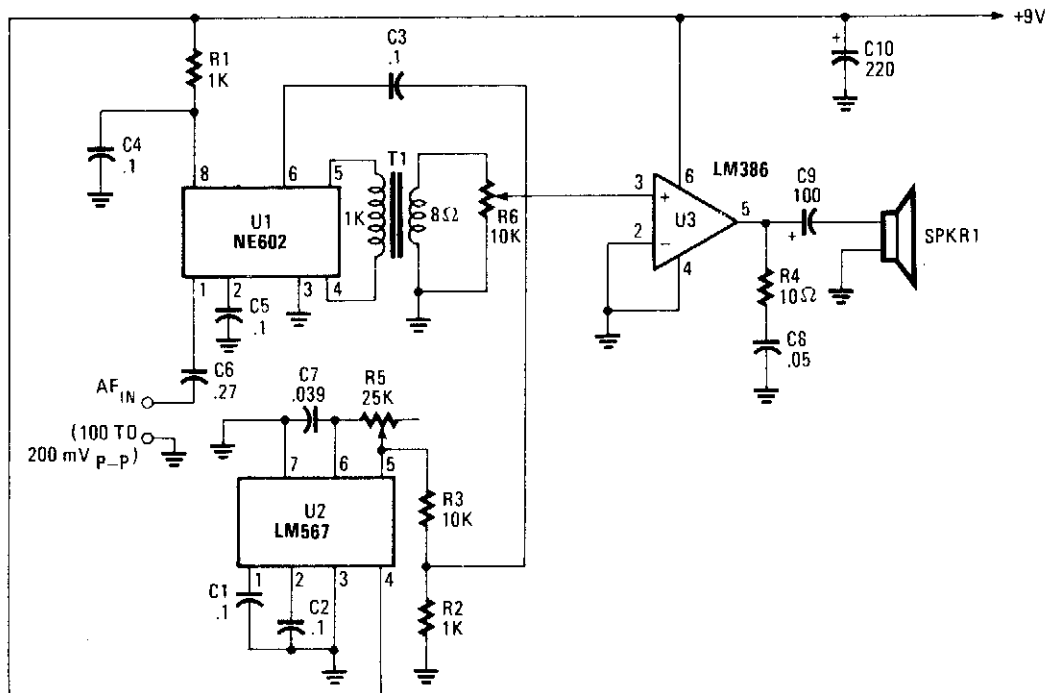 +9V
C3
.1
R1
1K
+
C10
220
C4
.1
T1
8
6
5
1K
8Ω
R6
10K
U1
NE602
1
2
3
4
C5
.1
LM386
3
+
6
U3
2
−
4
5
C9
100
+
SPKR1
R4
10Ω
C8
.05
C6
.27
AF IN
(100 TO
200 mV P–P)
C7
.039
R5
25K
7
6
5
U2
LM567
R3
10K
1
2
3
4
C1
.1
C2
.1
R2
1K